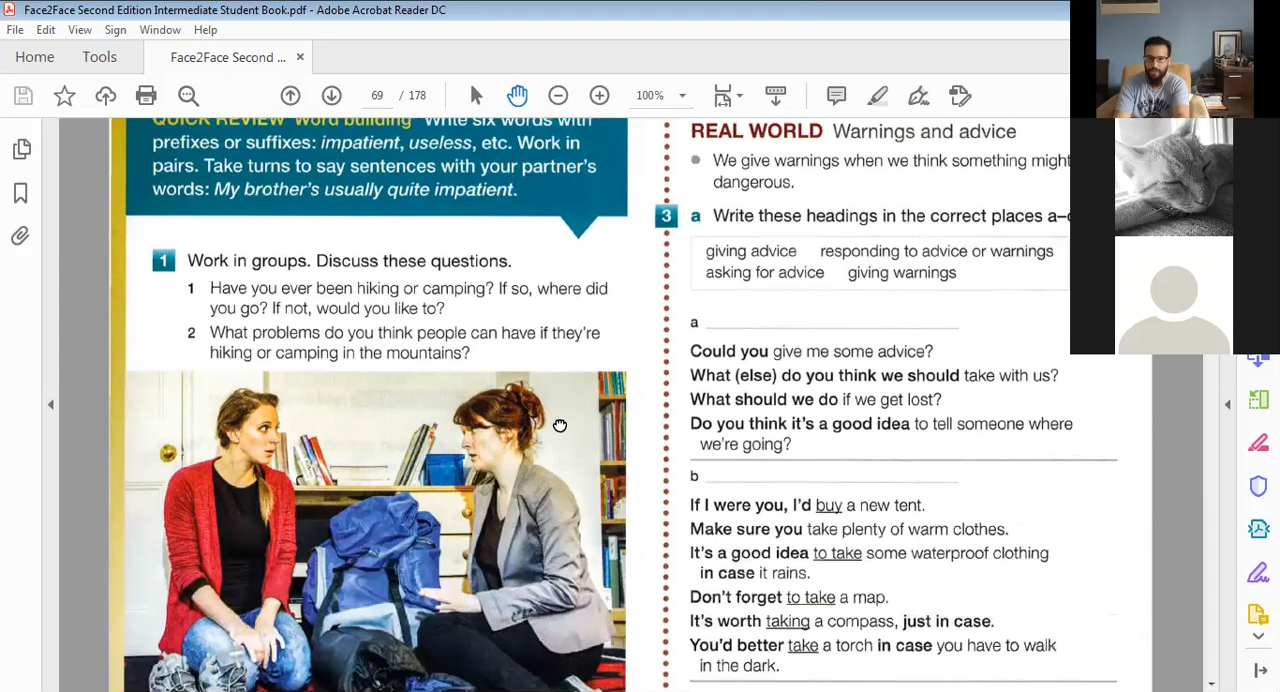 Face2Face Second Edition Intermediate Student Book.pdf - Adobe Acrobat Reader DC
File Edit View Sign Window Help
Home Tools Face2Face Second ... ×
69 / 178 100%
QUICK REVIEW Word building Write six words with
prefixes or suffixes: impatient, useless, etc. Work in
pairs. Take turns to say sentences with your partner's
words: My brother's usually quite impatient.
1 Work in groups. Discuss these questions.
1 Have you ever been hiking or camping? If so, where did
you go? If not, would you like to?
2 What problems do you think people can have if they're
hiking or camping in the mountains?
REAL WORLD Warnings and advice
● We give warnings when we think something might
dangerous.
3 a Write these headings in the correct places a–
giving advice responding to advice or warnings
asking for advice giving warnings
a
Could you give me some advice?
What (else) do you think we should take with us?
What should we do if we get lost?
Do you think it's a good idea to tell someone where
we're going?
b
If I were you, I'd buy a new tent.
Make sure you take plenty of warm clothes.
It's a good idea to take some waterproof clothing
in case it rains.
Don't forget to take a map.
It's worth taking a compass, just in case.
You'd better take a torch in case you have to walk
in the dark.